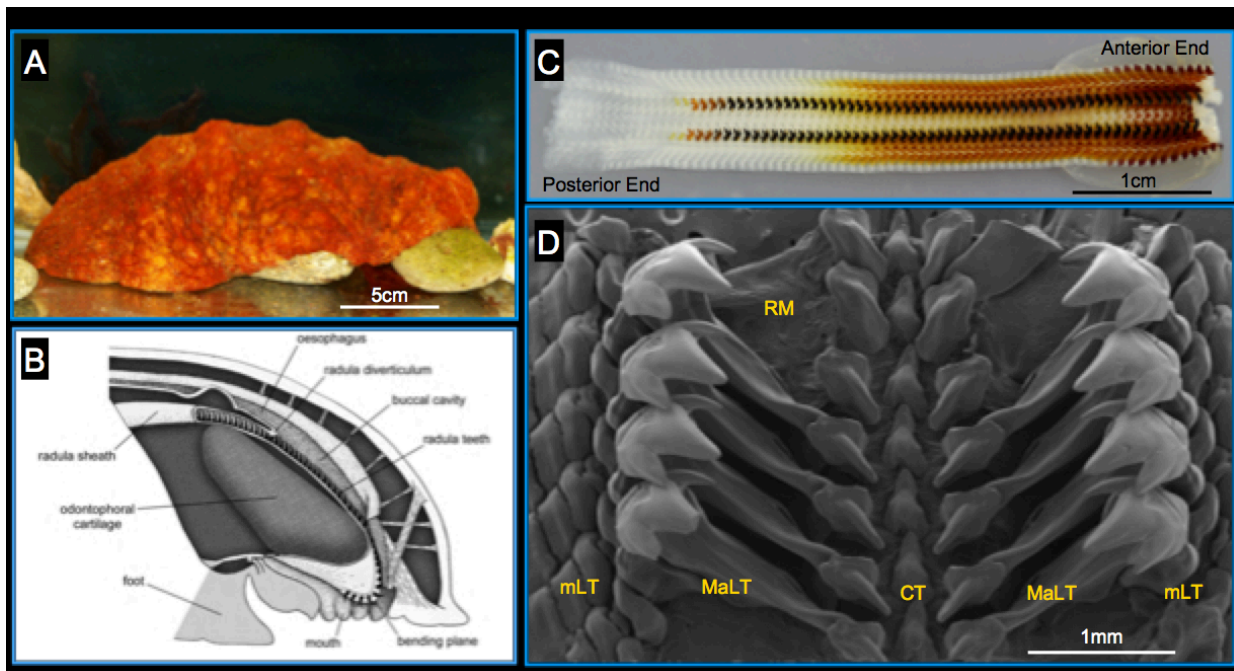 A
5cm
B
oesophagus
radula diverticulum
buccal cavity
radula teeth
radula sheath
odontophoral
cartilage
foot
mouth
bending plane
C
Anterior End
Posterior End
1cm
D
RM
mLT
MaLT
CT
MaLT
mLT
1mm